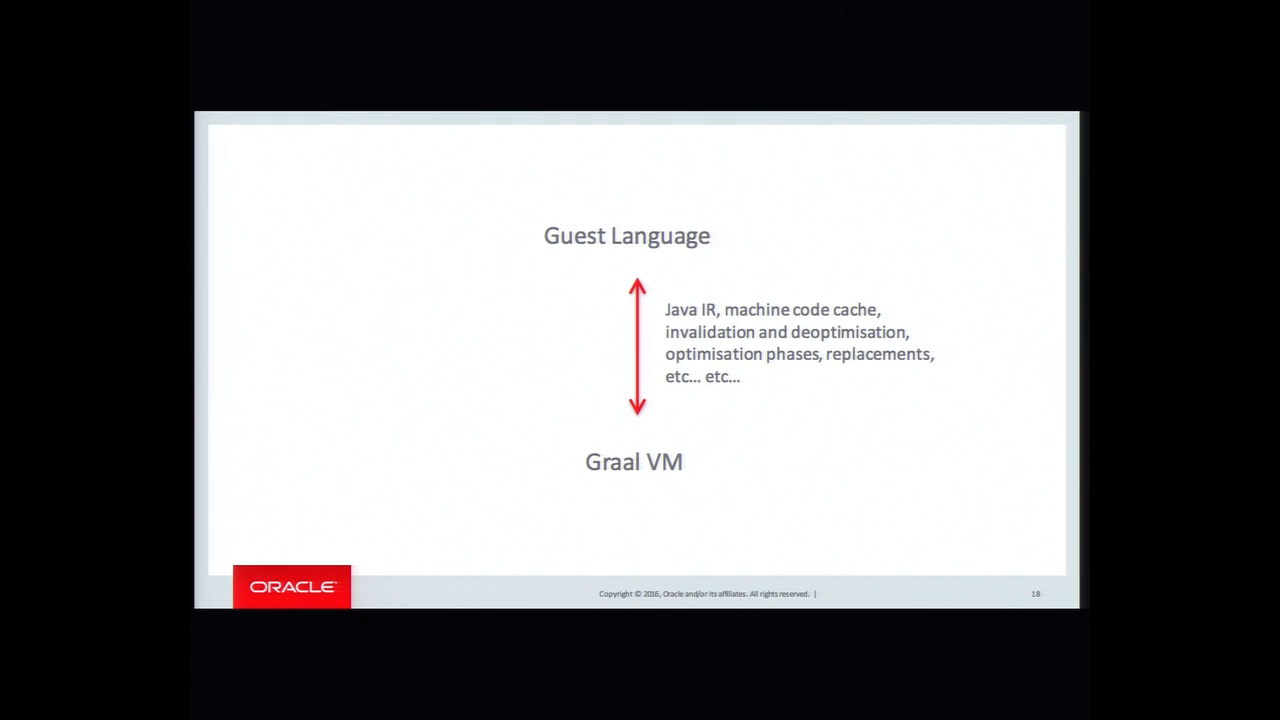 Guest Language
Java IR, machine code cache,
invalidation and deoptimisation,
optimisation phases, replacements,
etc... etc...
Graal VM
ORACLE
Copyright © 2016, Oracle and/or its affiliates. All rights reserved. |
18